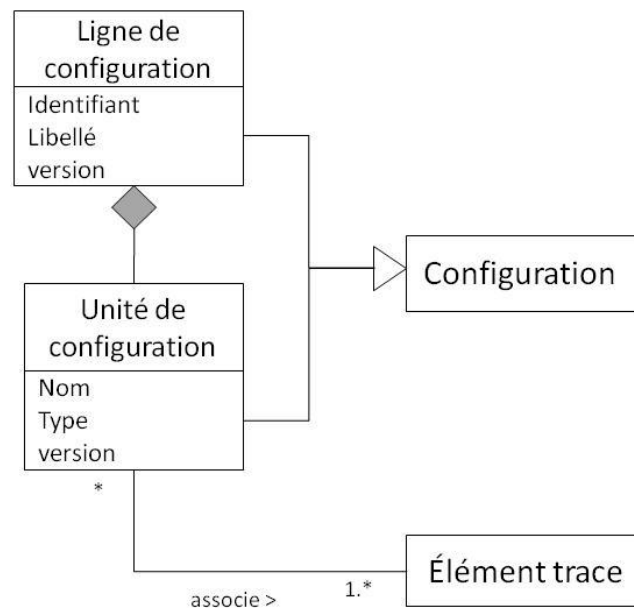 Ligne de
configuration
Identifiant
Libellé
version
Configuration
Unité de
configuration
Nom
Type
version
*
Élément trace
1.*
associe >